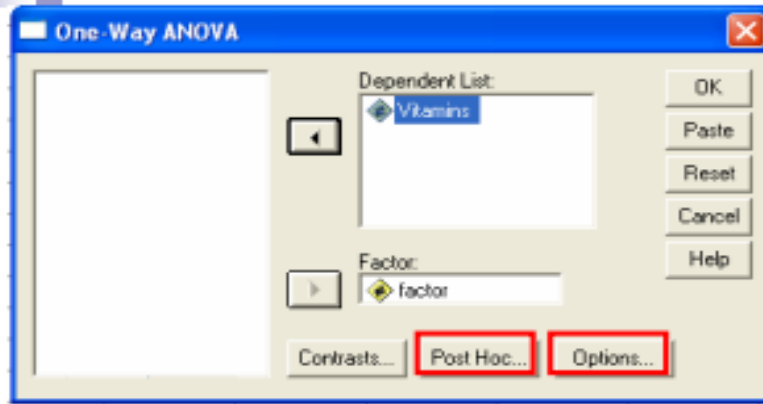 One-Way ANOVA
Dependent List:
Vitamins
OK
Paste
Reset
Cancel
Help
Factor:
factor
Contrasts...
Post Hoc...
Options...